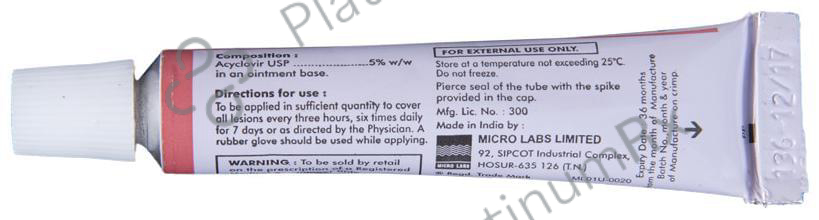 Composition :
Acyclovir USP ........................5% w/w
in an ointment base.
Directions for use :
To be applied in sufficient quantity to cover
all lesions every three hours, six times daily
for 7 days or as directed by the Physician. A
rubber glove should be used while applying.
WARNING : To be sold by retail
on the prescription of a Registered
FOR EXTERNAL USE ONLY.
Store at a temperature not exceeding 25°C.
Do not freeze.
Pierce seal of the tube with the spike
provided in the cap.
Mfg. Lic. No. : 300
Made in India by :
MICRO LABS LIMITED
92, SIPCOT Industrial Complex,
HOSUR-635 126 (T.N.)
MICRO LABS
® Regd. Trade Mark
MC01U-0020
Expiry Date : 36 months
from the month of Manufacture
Batch No., month & year
of Manufacture on crimp.
136 12/17